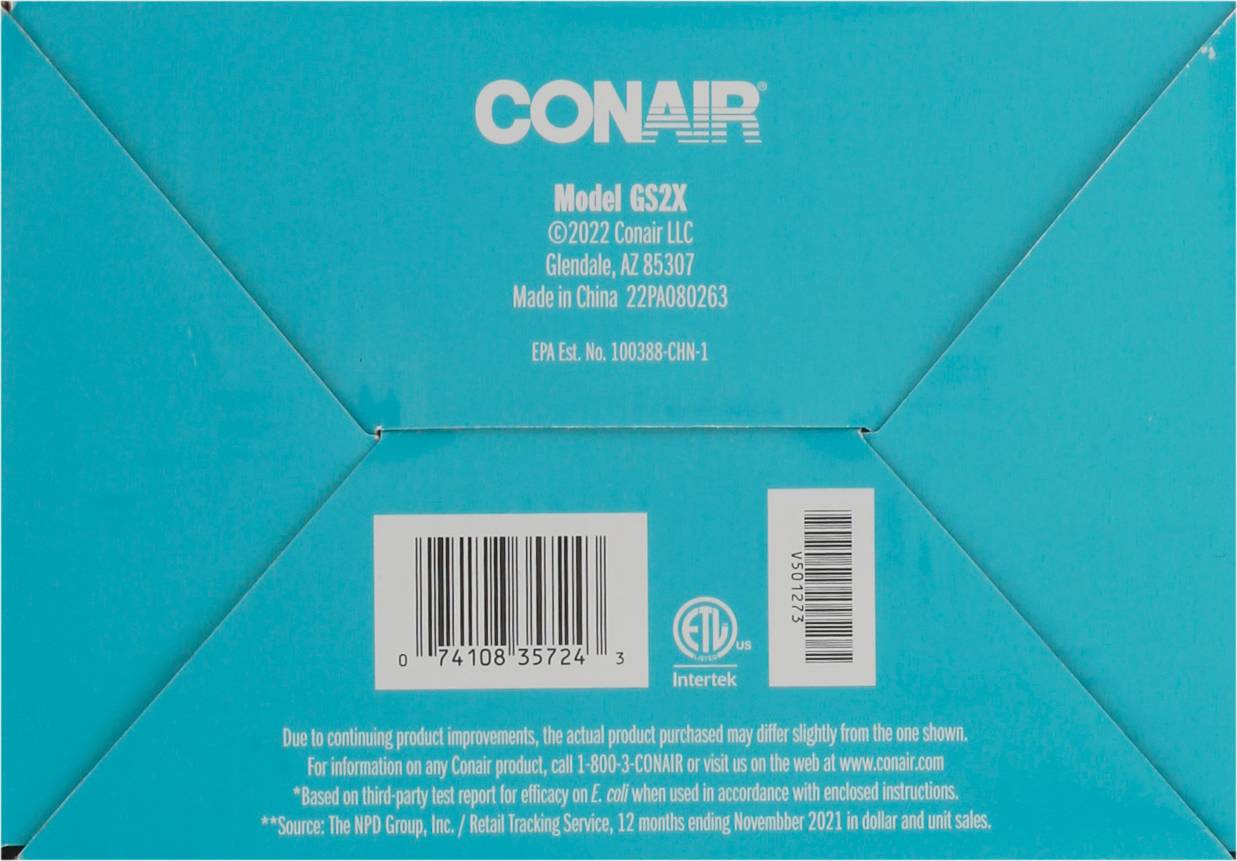 CONAIR®
Model GS2X
©2022 Conair LLC
Glendale, AZ 85307
Made in China 22PA080263
EPA Est. No. 100388-CHN-1
0 74108 35724 3
ETL
LISTED
US
Intertek
V501273
Due to continuing product improvements, the actual product purchased may differ slightly from the one shown.
For information on any Conair product, call 1-800-3-CONAIR or visit us on the web at www.conair.com
*Based on third-party test report for efficacy on E. coli when used in accordance with enclosed instructions.
**Source: The NPD Group, Inc. / Retail Tracking Service, 12 months ending Novembber 2021 in dollar and unit sales.